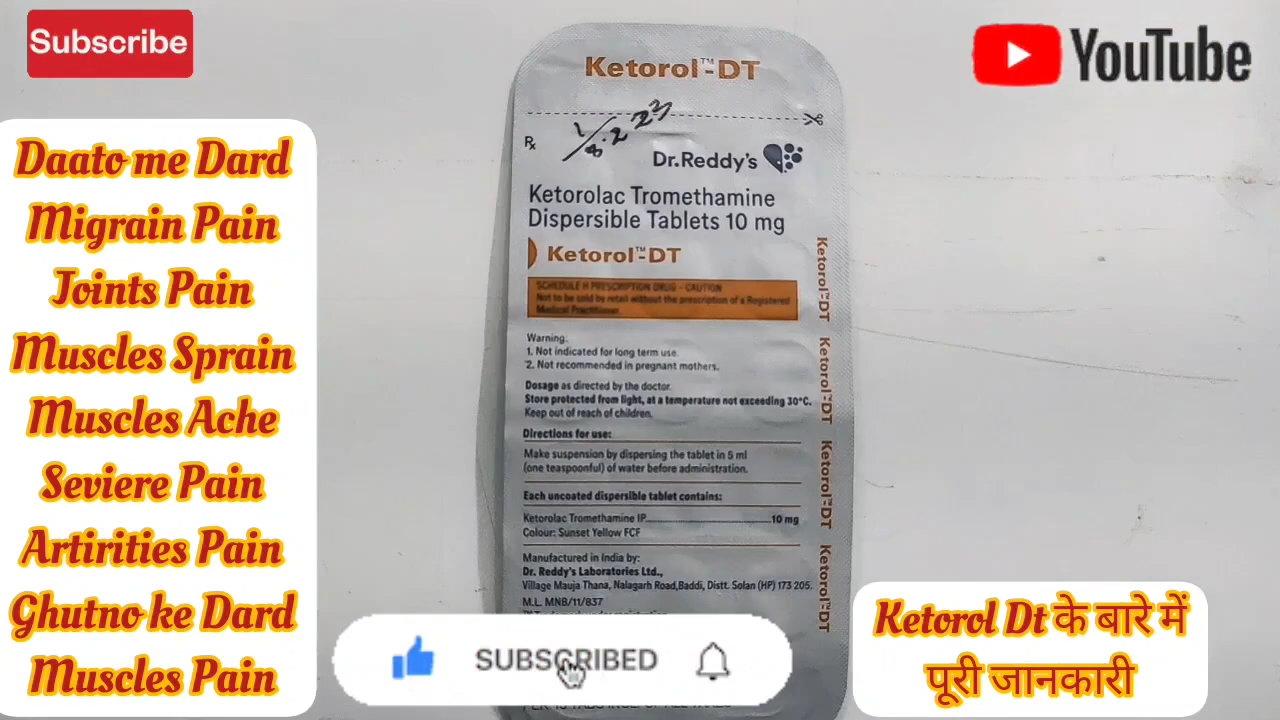 Subscribe
YouTube
Daato me Dard
Migrain Pain
Joints Pain
Muscles Sprain
Muscles Ache
Seviere Pain
Artirities Pain
Ghutno ke Dard
Muscles Pain
Ketorol™-DT
Rx
Dr.Reddy's
Ketorolac Tromethamine
Dispersible Tablets 10 mg
Ketorol™-DT
SCHEDULE H PRESCRIPTION DRUG - CAUTION
Not to be sold by retail without the prescription of a Registered
Medical Practitioner.
Warning:
1. Not indicated for long term use.
2. Not recommended in pregnant mothers.
Dosage as directed by the doctor.
Store protected from light, at a temperature not exceeding 30°C.
Keep out of reach of children.
Directions for use:
Make suspension by dispersing the tablet in 5 ml
(one teaspoonful) of water before administration.
Each uncoated dispersible tablet contains:
Ketorolac Tromethamine IP....................................10 mg
Colour: Sunset Yellow FCF
Manufactured in India by:
Dr. Reddy's Laboratories Ltd.,
Village Mauja Thana, Nalagarh Road,Baddi, Distt. Solan (HP) 173 205.
M.L. MNB/11/837
Ketorol™-DT
Ketorol™-DT
Ketorol™-DT
Ketorol™-DT
SUBSCRIBED
Ketorol Dt के बारे में
पूरी जानकारी